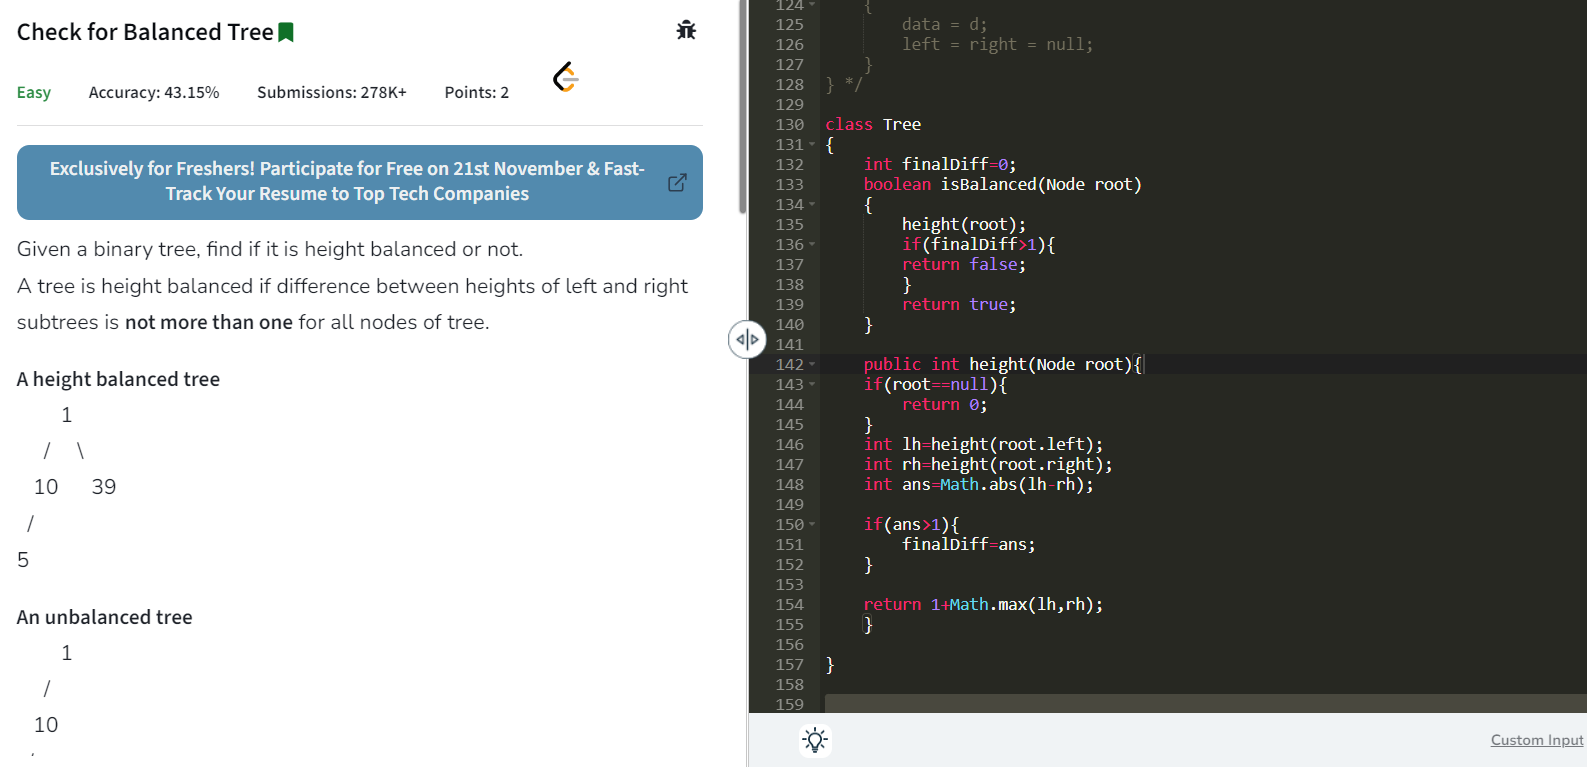 Check for Balanced Tree
Easy Accuracy: 43.15% Submissions: 278K+ Points: 2
Exclusively for Freshers! Participate for Free on 21st November & Fast-
Track Your Resume to Top Tech Companies
Given a binary tree, find if it is height balanced or not.
A tree is height balanced if difference between heights of left and right
subtrees is not more than one for all nodes of tree.
A height balanced tree
1
/ \
10 39
/
5
An unbalanced tree
1
/
10
124 {
125 data = d;
126 left = right = null;
127 }
128 } */
129
130 class Tree
131 {
132 int finalDiff=0;
133 boolean isBalanced(Node root)
134 {
135 height(root);
136 if(finalDiff>1){
137 return false;
138 }
139 return true;
140 }
141
142 public int height(Node root){
143 if(root==null){
144 return 0;
145 }
146 int lh=height(root.left);
147 int rh=height(root.right);
148 int ans=Math.abs(lh-rh);
149
150 if(ans>1){
151 finalDiff=ans;
152 }
153
154 return 1+Math.max(lh,rh);
155 }
156
157 }
158
159
Custom Input